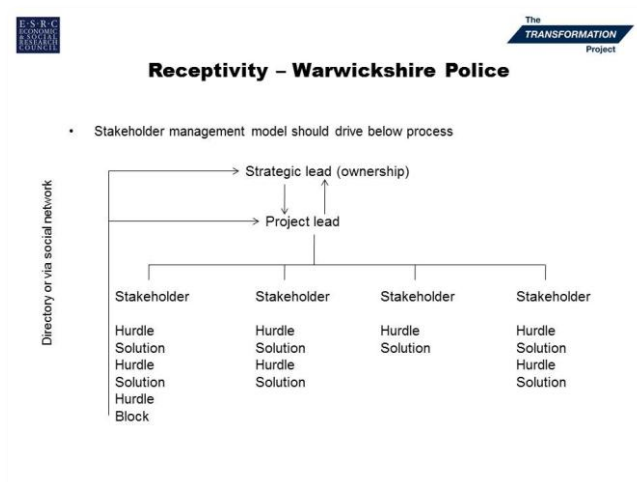 E·S·R·C
ECONOMIC
& SOCIAL
RESEARCH
COUNCIL
The
TRANSFORMATION
Project
Receptivity – Warwickshire Police
• Stakeholder management model should drive below process
Directory or via social network
Strategic lead (ownership)
Project lead
Stakeholder Stakeholder Stakeholder Stakeholder
Hurdle Hurdle Hurdle Hurdle
Solution Solution Solution Solution
Hurdle Hurdle Hurdle
Solution Solution Solution
Hurdle
Block